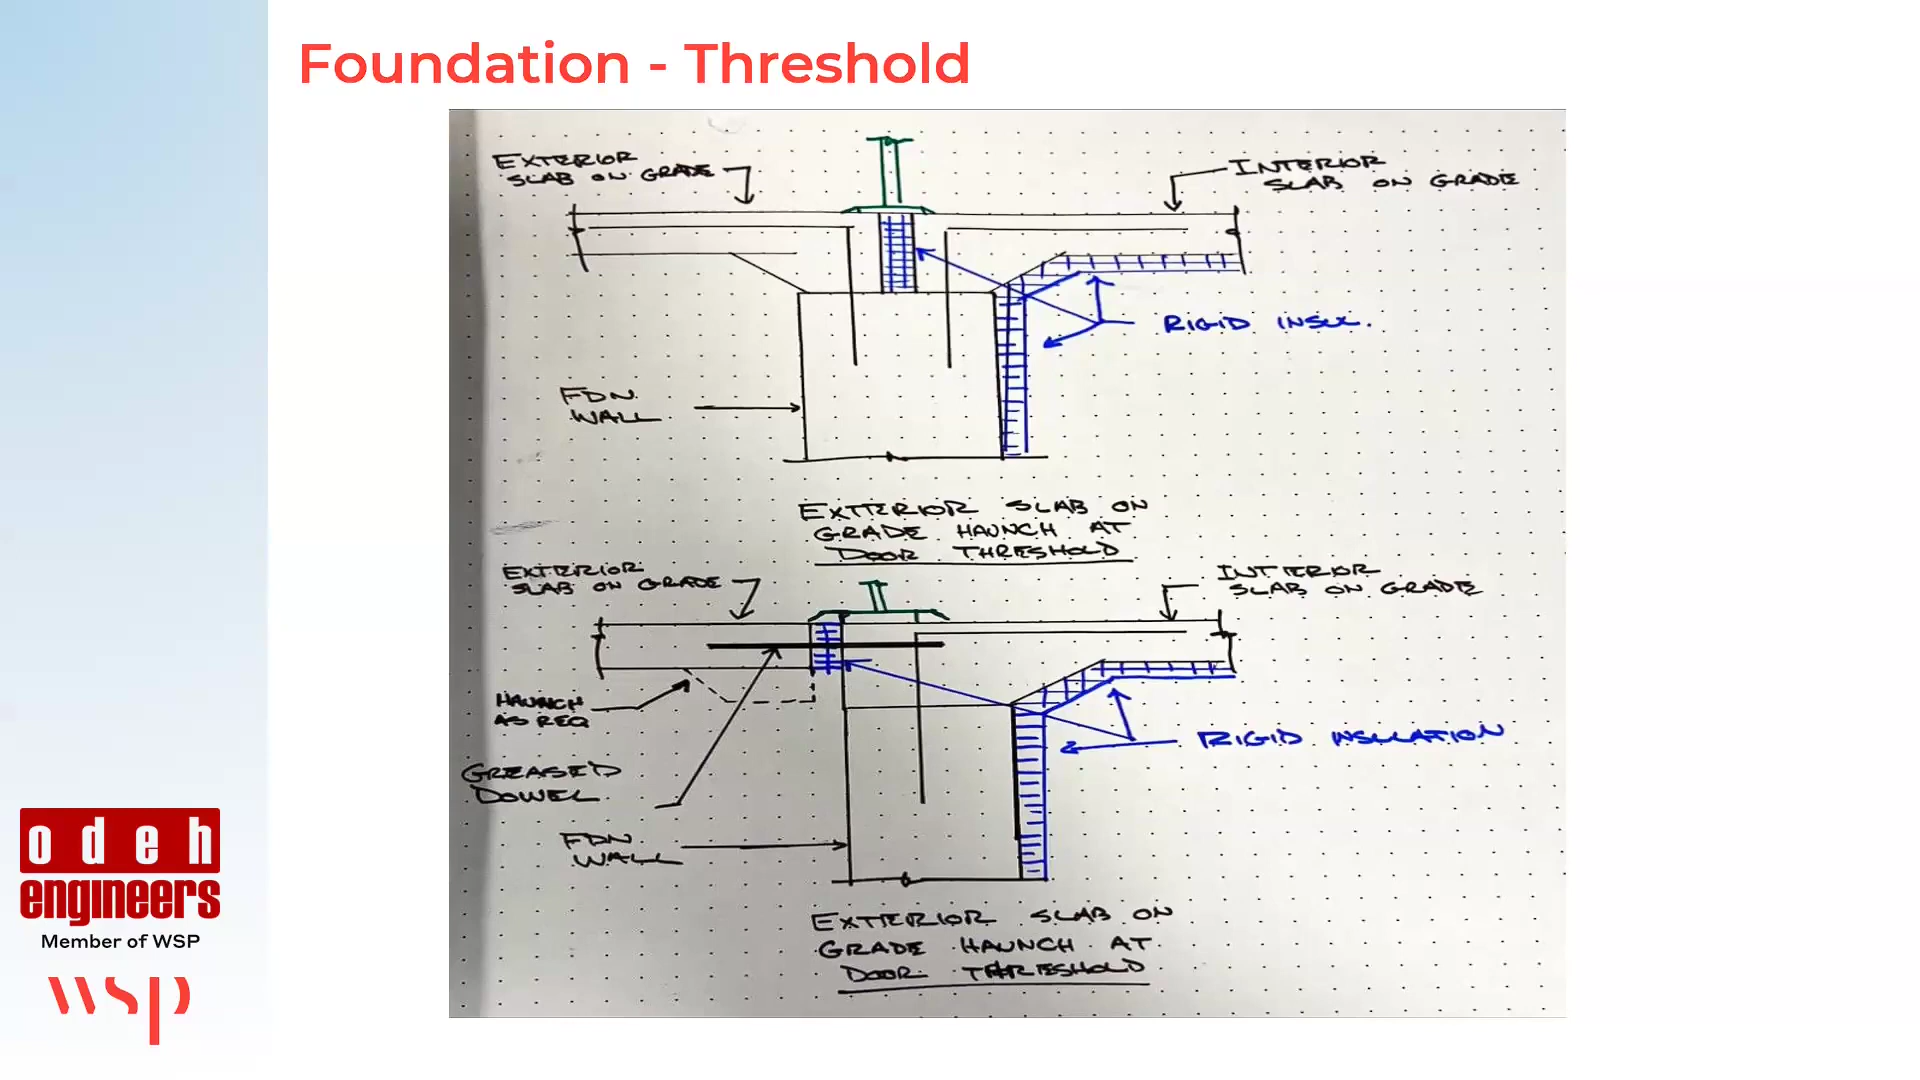 Foundation - Threshold
EXTERIOR
SLAB ON GRADE
INTERIOR
SLAB ON GRADE
RIGID INSUL.
FDN.
WALL
EXTERIOR SLAB ON
GRADE HAUNCH AT
DOOR THRESHOLD
EXTERIOR
SLAB ON GRADE
INTERIOR
SLAB ON GRADE
HAUNCH
AS REQ
RIGID INSULATION
GREASED
DOWEL
FDN.
WALL
EXTERIOR SLAB ON
GRADE HAUNCH AT
DOOR THRESHOLD
odeh
engineers
Member of WSP
wsp